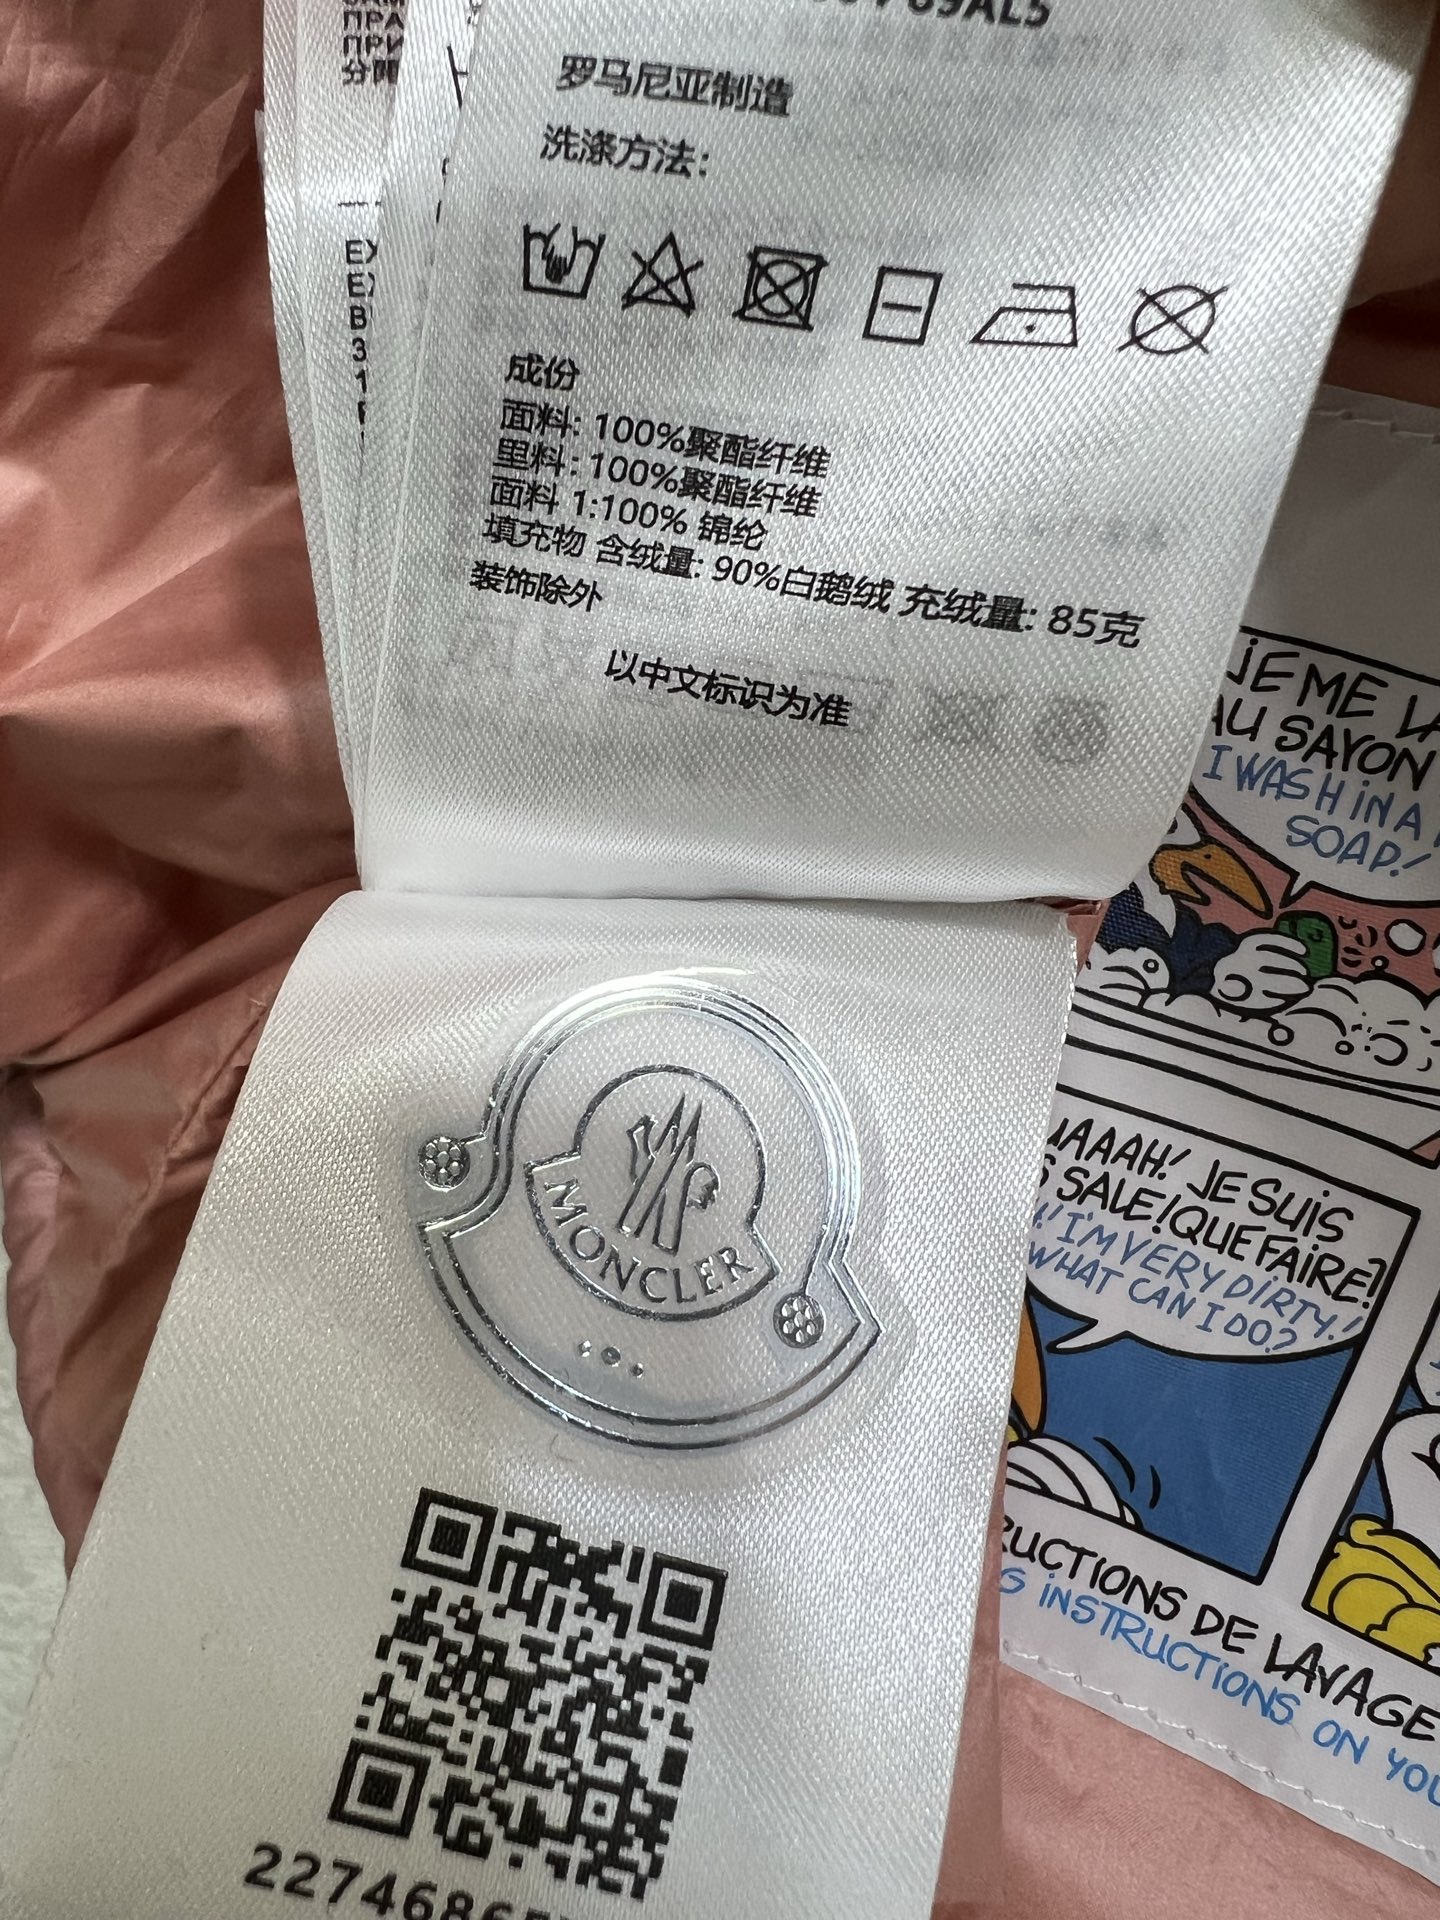 罗马尼亚制造
洗涤方法:
成份
面料: 100%聚酯纤维
里料: 100%聚酯纤维
面料 1:100% 锦纶
填充物 含绒量: 90%白鹅绒 充绒量: 85克
装饰除外
以中文标识为准
MONCLER
JE ME
AU SAVON
I WASH IN A
SOAP!
JE SUIS
SALE! QUE FAIRE?
I'M VERY DIRTY!
WHAT CAN I DO?
DE LAVAGE
INSTRUCTIONS ON